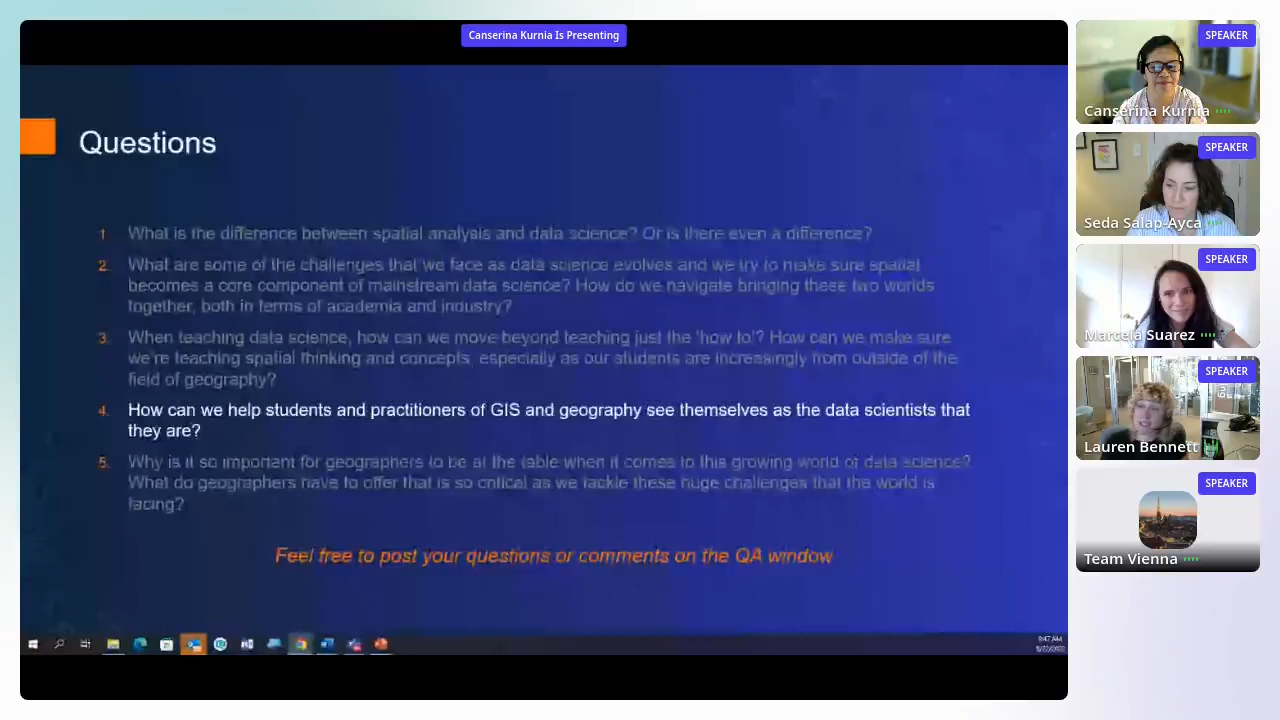 Canserina Kurnia Is Presenting
Questions
1. What is the difference between spatial analysis and data science? Or is there even a difference?
2. What are some of the challenges that we face as data science evolves and we try to make sure spatial
becomes a core component of mainstream data science? How do we navigate bringing these two worlds
together, both in terms of academia and industry?
3. When teaching data science, how can we move beyond teaching just the 'how to'? How can we make sure
we're teaching spatial thinking and concepts, especially as our students are increasingly from outside of the
field of geography?
4. How can we help students and practitioners of GIS and geography see themselves as the data scientists that
they are?
5. Why is it so important for geographers to be at the table when it comes to this growing world of data science?
What do geographers have to offer that is so critical as we tackle these huge challenges that the world is
facing?
Feel free to post your questions or comments on the QA window
9:47 AM
SPEAKER
Canserina Kurnia
SPEAKER
Seda Salap-Ayca
SPEAKER
Marcela Suarez
SPEAKER
Lauren Bennett
SPEAKER
Team Vienna